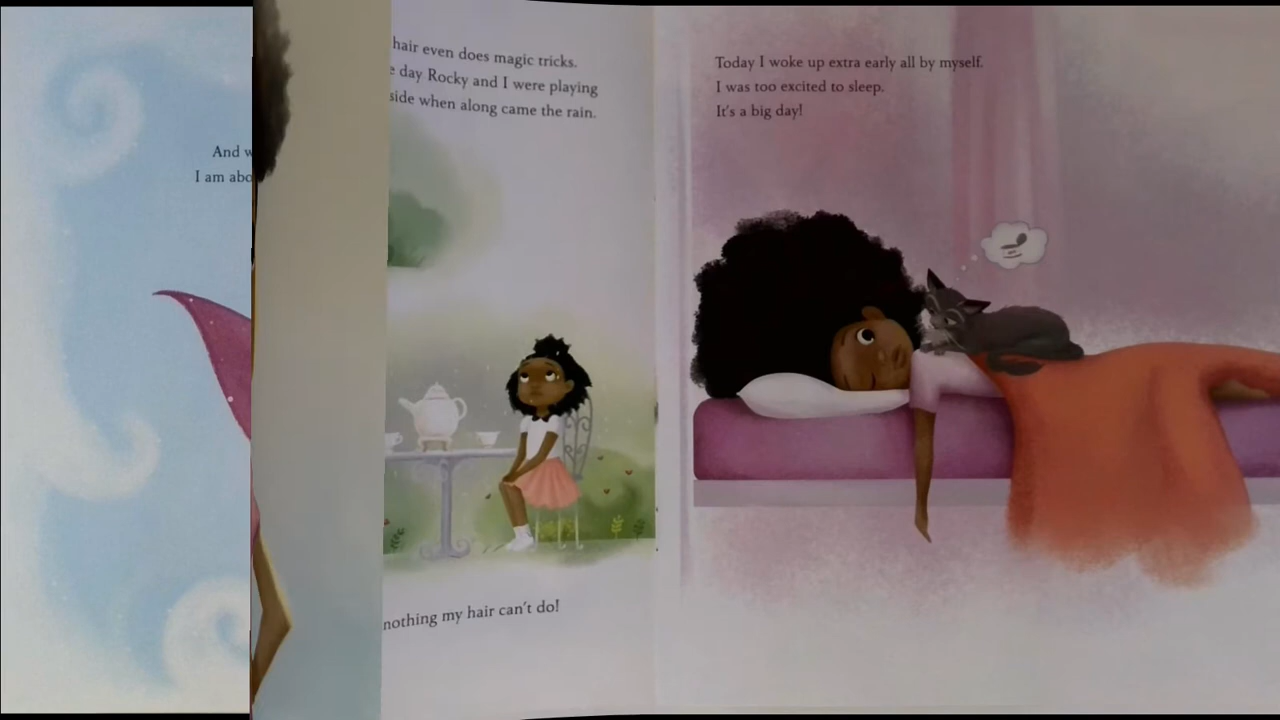 And
I am
hair even does magic tricks.
day Rocky and I were playing
side when along came the rain.
nothing my hair can't do!
Today I woke up extra early all by myself.
I was too excited to sleep.
It's a big day!